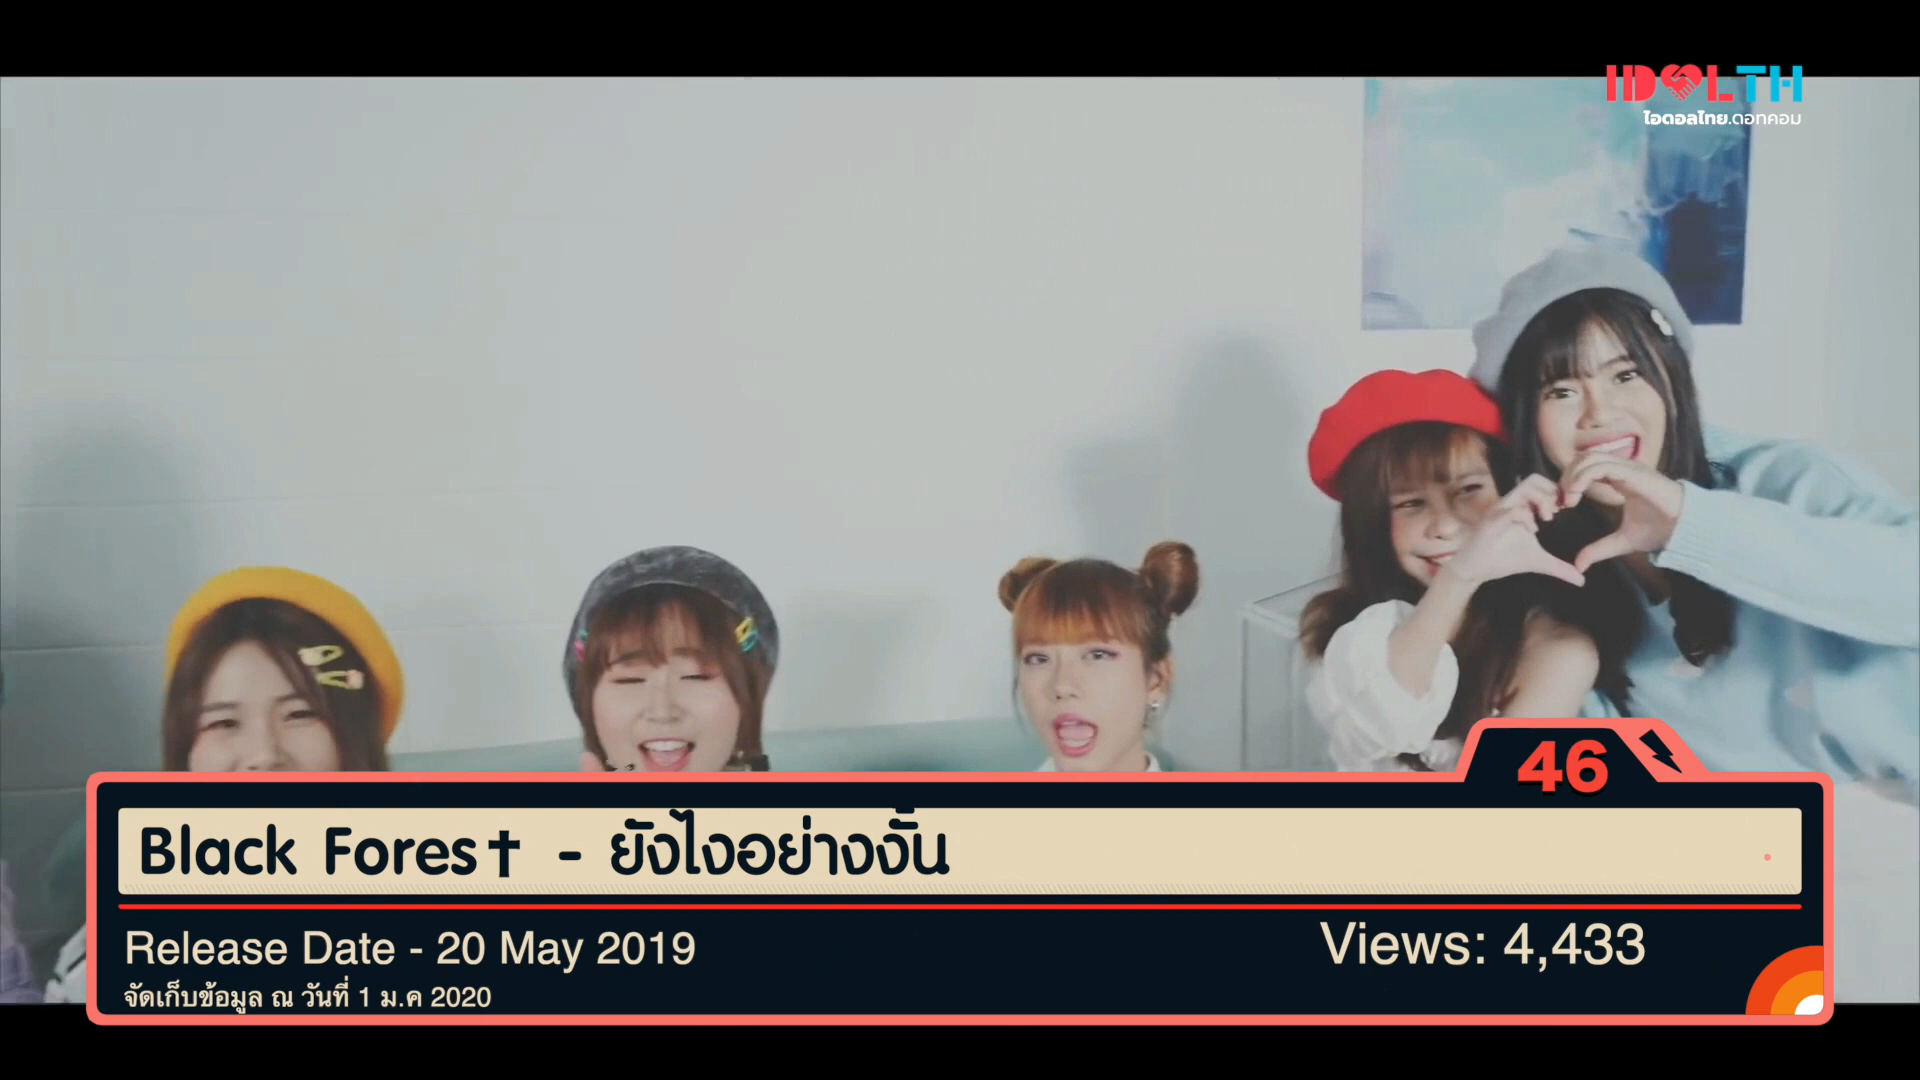 IDOLTH
ไอดอลไทย.ดอทคอม
46
Black Fores† - ยังไงอย่างงั้น
Release Date - 20 May 2019
Views: 4,433
จัดเก็บข้อมูล ณ วันที่ 1 ม.ค 2020